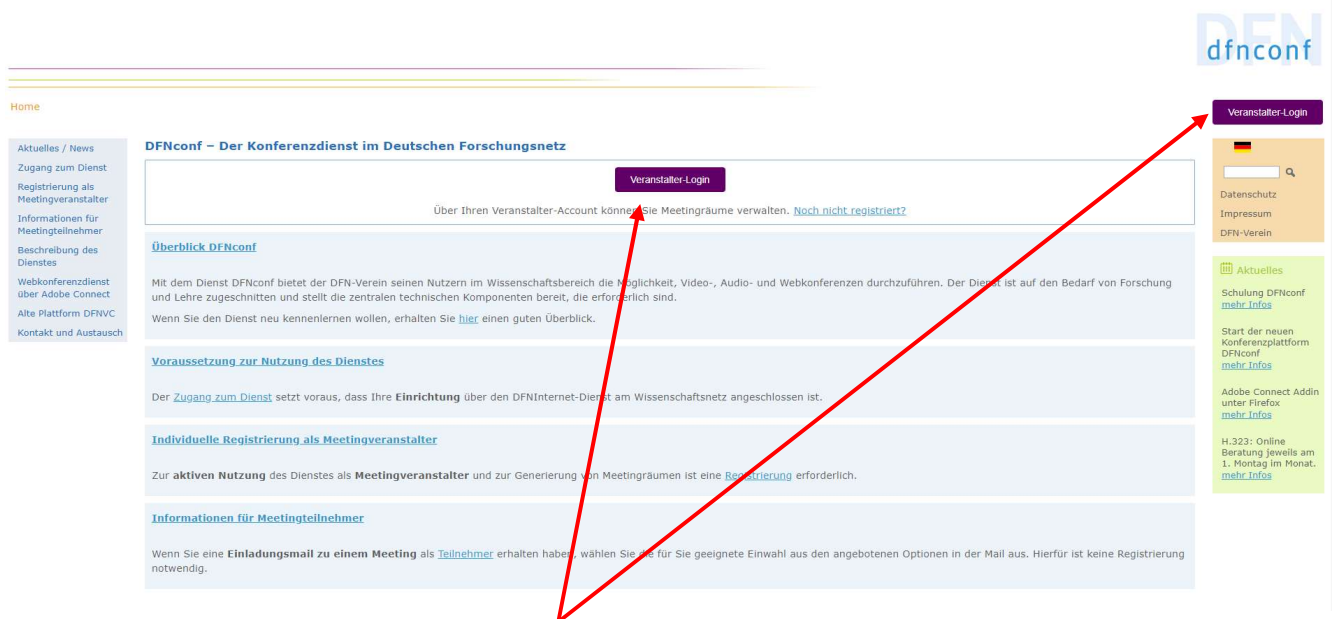 DFN
dfnconf
Home
Veranstalter-Login
Aktuelles / News
Zugang zum Dienst
Registrierung als
Meetingveranstalter
Informationen für
Meetingteilnehmer
Beschreibung des
Dienstes
Webkonferenzdienst
über Adobe Connect
Alte Plattform DFNVC
Kontakt und Austausch
DFNconf – Der Konferenzdienst im Deutschen Forschungsnetz
Veranstalter-Login
Über Ihren Veranstalter-Account können Sie Meetingräume verwalten. Noch nicht registriert?
Überblick DFNconf
Mit dem Dienst DFNconf bietet der DFN-Verein seinen Nutzern im Wissenschaftsbereich die Möglichkeit, Video-, Audio- und Webkonferenzen durchzuführen. Der Dienst ist auf den Bedarf von Forschung
und Lehre zugeschnitten und stellt die zentralen technischen Komponenten bereit, die erforderlich sind.
Wenn Sie den Dienst neu kennenlernen wollen, erhalten Sie hier einen guten Überblick.
Voraussetzung zur Nutzung des Dienstes
Der Zugang zum Dienst setzt voraus, dass Ihre Einrichtung über den DFNInternet-Dienst am Wissenschaftsnetz angeschlossen ist.
Individuelle Registrierung als Meetingveranstalter
Zur aktiven Nutzung des Dienstes als Meetingveranstalter und zur Generierung von Meetingräumen ist eine Registrierung erforderlich.
Informationen für Meetingteilnehmer
Wenn Sie eine Einladungsmail zu einem Meeting als Teilnehmer erhalten haben, wählen Sie die für Sie geeignete Einwahl aus den angebotenen Optionen in der Mail aus. Hierfür ist keine Registrierung
notwendig.
Datenschutz
Impressum
DFN-Verein
Aktuelles
Schulung DFNconf
mehr Infos
Start der neuen
Konferenzplattform
DFNconf
mehr Infos
Adobe Connect Addin
unter Firefox
mehr Infos
H.323: Online
Beratung jeweils am
1. Montag im Monat.
mehr Infos